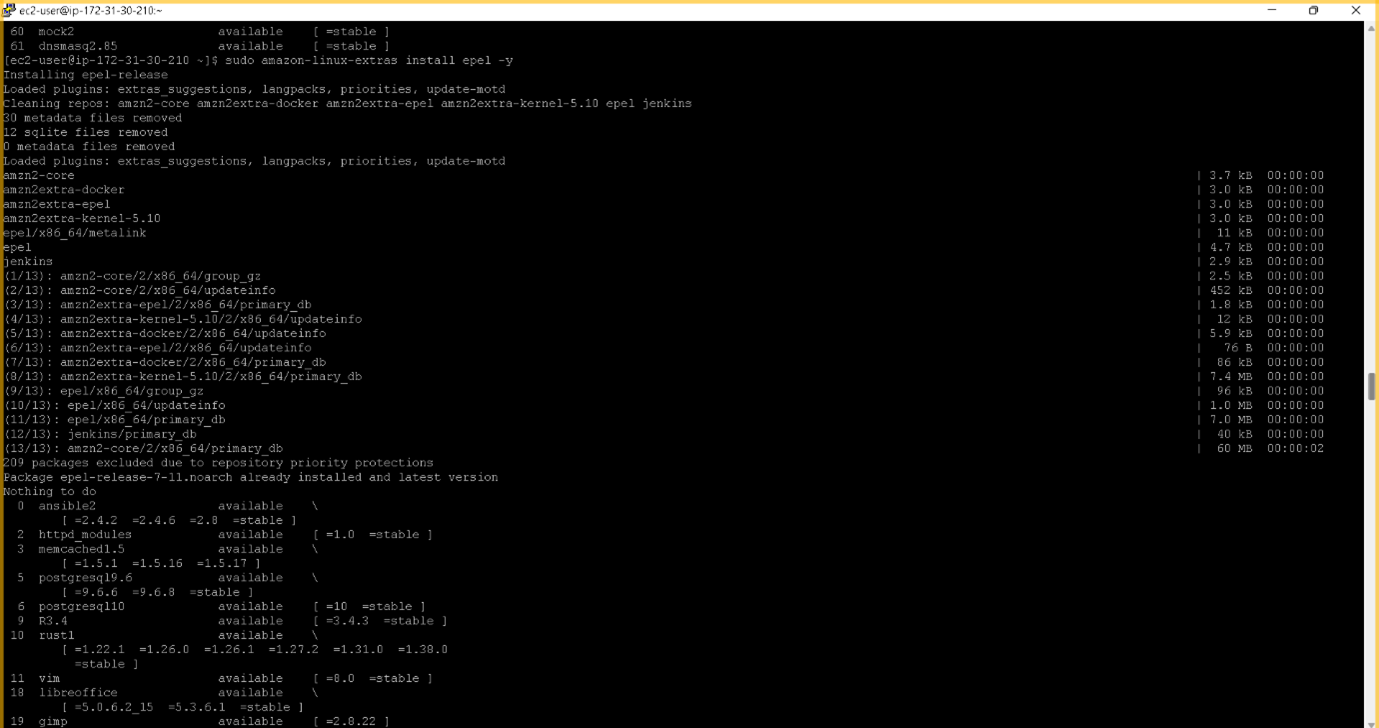 ec2-user@ip-172-31-30-210:~
60 mock2 available [ =stable ]
61 dnsmasq2.85 available [ =stable ]
[ec2-user@ip-172-31-30-210 ~]$ sudo amazon-linux-extras install epel -y
Installing epel-release
Loaded plugins: extras_suggestions, langpacks, priorities, update-motd
Cleaning repos: amzn2-core amzn2extra-docker amzn2extra-epel amzn2extra-kernel-5.10 epel jenkins
30 metadata files removed
12 sqlite files removed
0 metadata files removed
Loaded plugins: extras_suggestions, langpacks, priorities, update-motd
amzn2-core | 3.7 kB 00:00:00
amzn2extra-docker | 3.0 kB 00:00:00
amzn2extra-epel | 3.0 kB 00:00:00
amzn2extra-kernel-5.10 | 3.0 kB 00:00:00
epel/x86_64/metalink | 11 kB 00:00:00
epel | 4.7 kB 00:00:00
jenkins | 2.9 kB 00:00:00
(1/13): amzn2-core/2/x86_64/group_gz | 2.5 kB 00:00:00
(2/13): amzn2-core/2/x86_64/updateinfo | 452 kB 00:00:00
(3/13): amzn2extra-epel/2/x86_64/primary_db | 1.8 kB 00:00:00
(4/13): amzn2extra-kernel-5.10/2/x86_64/updateinfo | 12 kB 00:00:00
(5/13): amzn2extra-docker/2/x86_64/updateinfo | 5.9 kB 00:00:00
(6/13): amzn2extra-epel/2/x86_64/updateinfo | 76 B 00:00:00
(7/13): amzn2extra-docker/2/x86_64/primary_db | 86 kB 00:00:00
(8/13): amzn2extra-kernel-5.10/2/x86_64/primary_db | 7.4 MB 00:00:00
(9/13): epel/x86_64/group_gz | 96 kB 00:00:00
(10/13): epel/x86_64/updateinfo | 1.0 MB 00:00:00
(11/13): epel/x86_64/primary_db | 7.0 MB 00:00:00
(12/13): jenkins/primary_db | 40 kB 00:00:00
(13/13): amzn2-core/2/x86_64/primary_db | 60 MB 00:00:02
209 packages excluded due to repository priority protections
Package epel-release-7-11.noarch already installed and latest version
Nothing to do
0 ansible2 available \
[ =2.4.2 =2.4.6 =2.8 =stable ]
2 httpd_modules available [ =1.0 =stable ]
3 memcached1.5 available \
[ =1.5.1 =1.5.16 =1.5.17 ]
5 postgresql9.6 available \
[ =9.6.6 =9.6.8 =stable ]
6 postgresql10 available [ =10 =stable ]
9 R3.4 available [ =3.4.3 =stable ]
10 rust1 available \
[ =1.22.1 =1.26.0 =1.26.1 =1.27.2 =1.31.0 =1.38.0
=stable ]
11 vim available [ =8.0 =stable ]
18 libreoffice available \
[ =5.0.6.2_15 =5.3.6.1 =stable ]
19 gimp available [ =2.8.22 ]